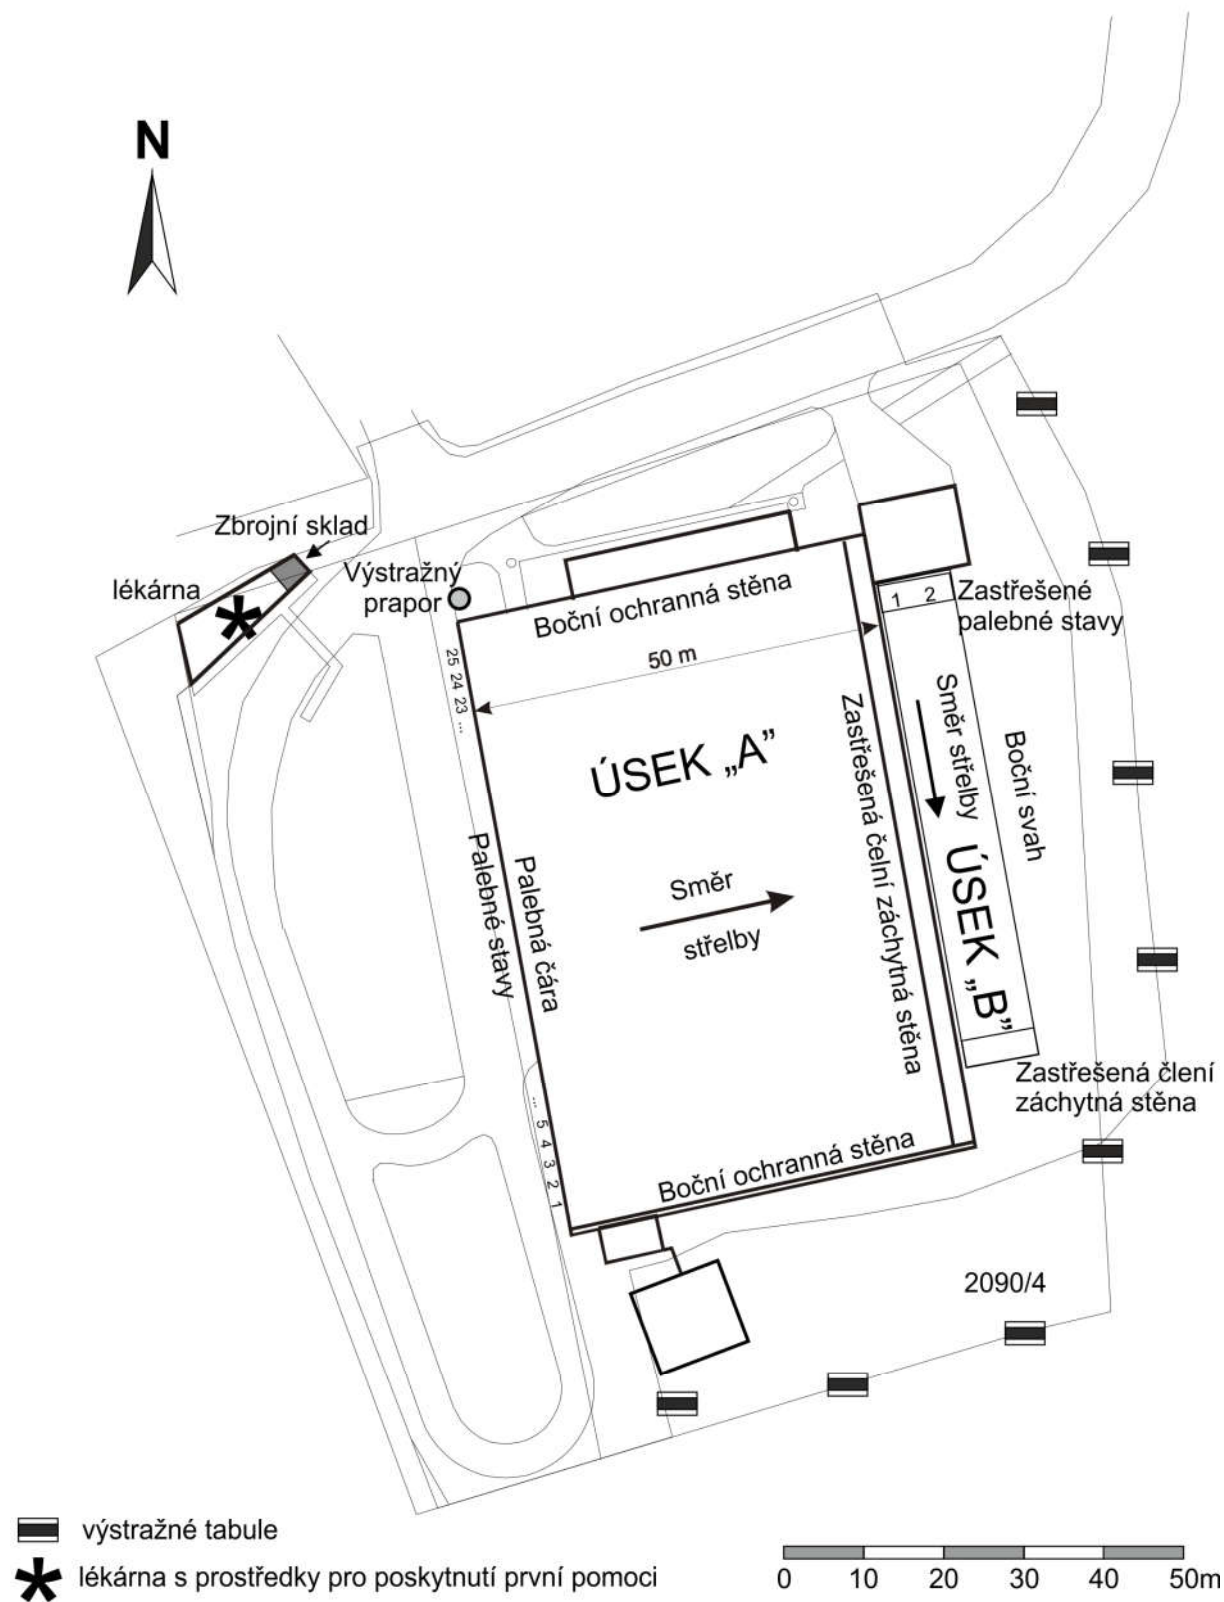 N
Zbrojní sklad
lékárna
Výstražný
prapor
Boční ochranná stěna
1 2
Zastřešené
palebné stavy
50 m
25 24 23 ...
ÚSEK „A”
Směr střelby
Boční svah
Zastřešená čelní záchytná stěna
Palebné stavy
Palebná čára
Směr
střelby
ÚSEK „B”
Zastřešená člení
záchytná stěna
... 5 4 3 2 1
Boční ochranná stěna
2090/4
výstražné tabule
lékárna s prostředky pro poskytnutí první pomoci
0 10 20 30 40 50m